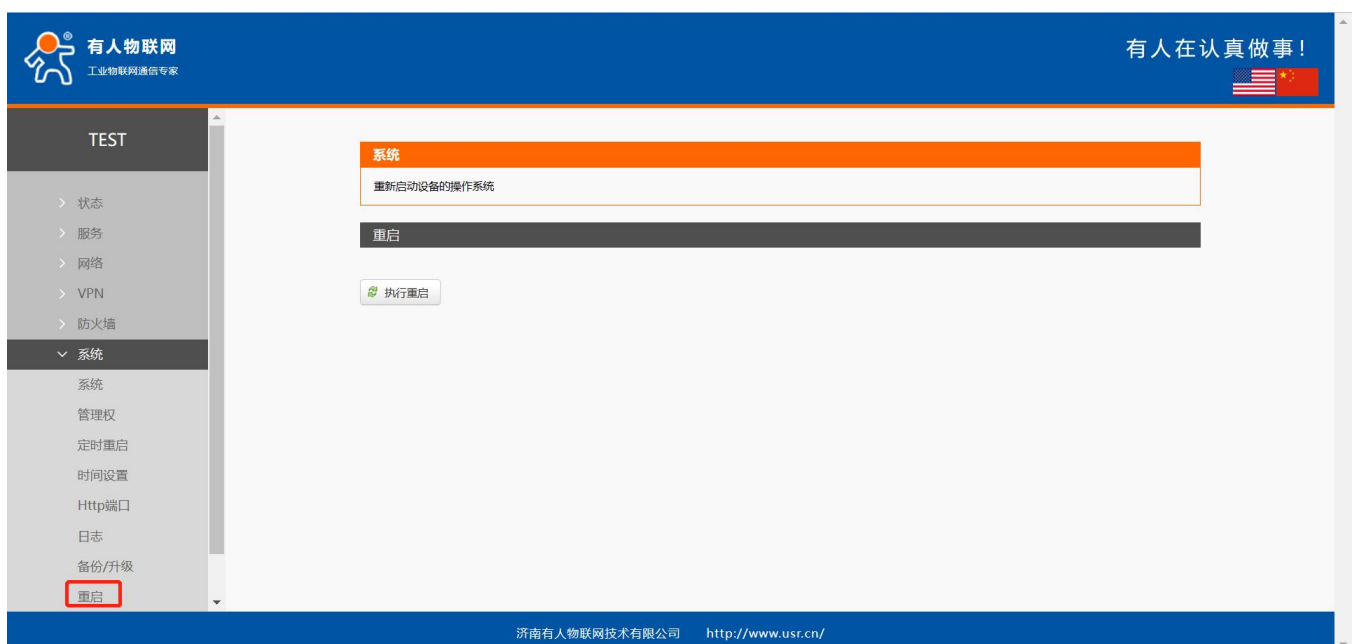 有人物联网
工业物联网通信专家
有人在认真做事！
TEST
状态
服务
网络
VPN
防火墙
系统
系统
管理权
定时重启
时间设置
Http端口
日志
备份/升级
重启
系统
重新启动设备的操作系统
重启
执行重启
济南有人物联网技术有限公司 http://www.usr.cn/